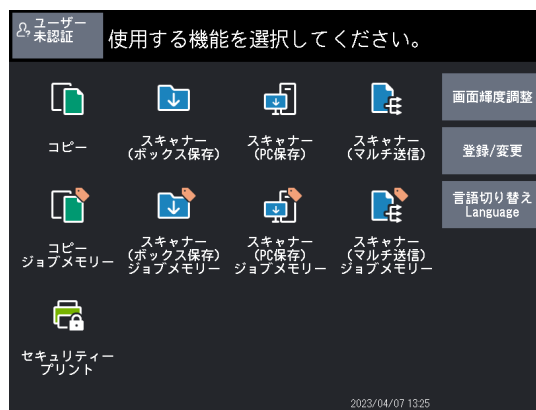 ユーザー
未認証
使用する機能を選択してください。
コピー
スキャナー
(ボックス保存)
スキャナー
(PC保存)
スキャナー
(マルチ送信)
画面輝度調整
登録/変更
言語切り替え
Language
コピー
ジョブメモリー
スキャナー
(ボックス保存)
ジョブメモリー
スキャナー
(PC保存)
ジョブメモリー
スキャナー
(マルチ送信)
ジョブメモリー
セキュリティー
プリント
2023/04/07 13:25